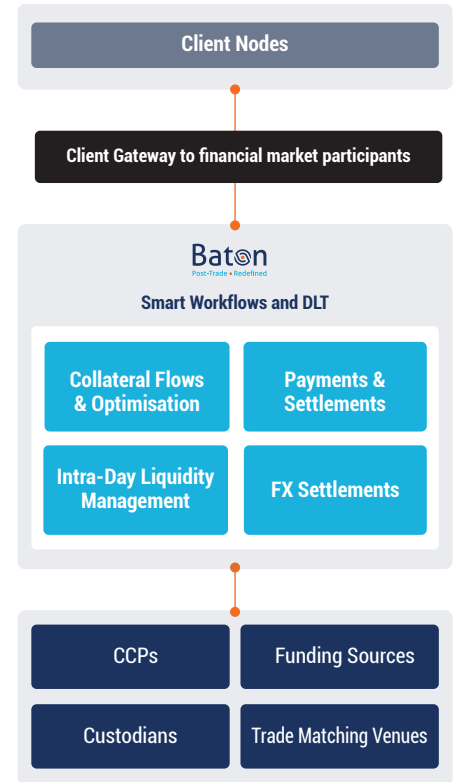 Client Nodes
Client Gateway to financial market participants
Baton
Post-Trade • Redefined
Smart Workflows and DLT
Collateral Flows
& Optimisation
Payments &
Settlements
Intra-Day Liquidity
Management
FX Settlements
CCPs
Funding Sources
Custodians
Trade Matching Venues